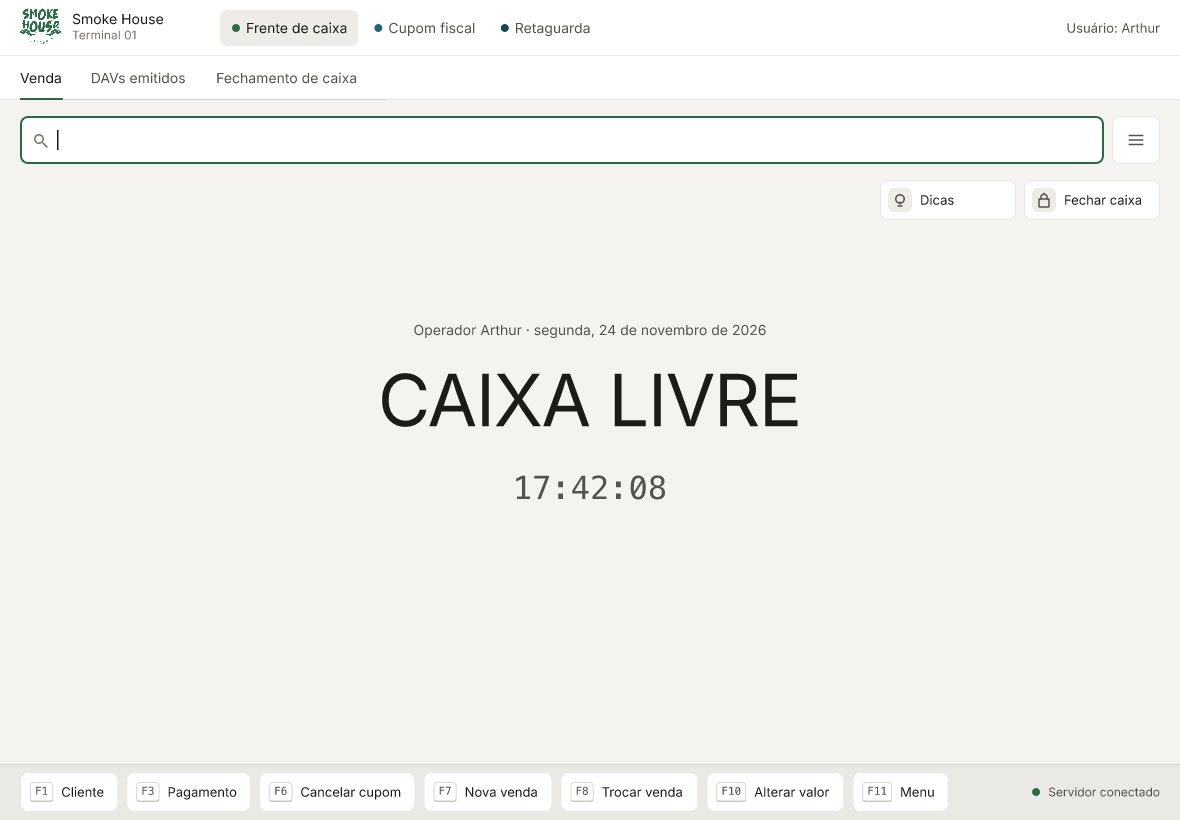 SMOKE
HOUSE
Smoke House
Terminal 01
Frente de caixa
Cupom fiscal
Retaguarda
Usuário: Arthur
Venda
DAVs emitidos
Fechamento de caixa
Dicas
Fechar caixa
Operador Arthur · segunda, 24 de novembro de 2026
CAIXA LIVRE
17:42:08
F1 Cliente
F3 Pagamento
F6 Cancelar cupom
F7 Nova venda
F8 Trocar venda
F10 Alterar valor
F11 Menu
Servidor conectado